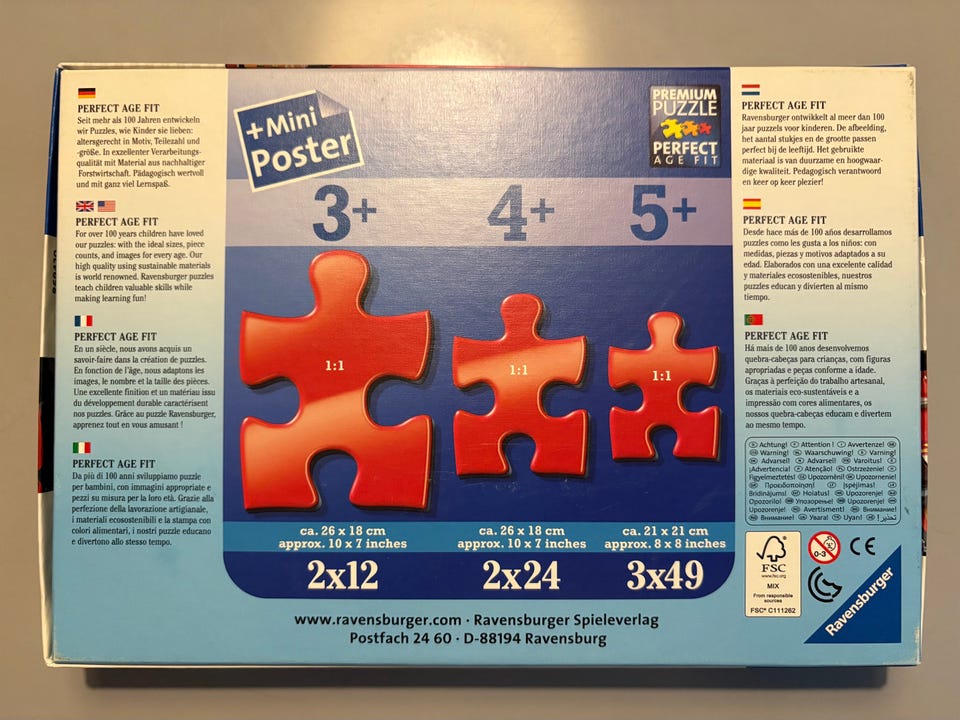 PERFECT AGE FIT
Seit mehr als 100 Jahren entwickeln
wir Puzzles, wie Kinder sie lieben:
altersgerecht in Motiv, Teilezahl und
-größe. In exzellenter Verarbeitungs-
qualität mit Material aus nachhaltiger
Forstwirtschaft. Pädagogisch wertvoll
und mit ganz viel Lernspaß.
PERFECT AGE FIT
For over 100 years children have loved
our puzzles: with the ideal sizes, piece
counts, and images for every age. Our
high quality using sustainable materials
is world renowned. Ravensburger puzzles
teach children valuable skills while
making learning fun!
PERFECT AGE FIT
En un siècle, nous avons acquis un
savoir-faire dans la création de puzzles.
En fonction de l'âge, nous adaptons les
images, le nombre et la taille des pièces.
Une excellente finition et un matériau issu
du développement durable caractérisent
nos puzzles. Grâce au puzzle Ravensburger,
apprenez tout en vous amusant !
PERFECT AGE FIT
Da più di 100 anni sviluppiamo puzzle
per bambini, con immagini appropriate e
pezzi su misura per la loro età. Grazie alla
perfezione della lavorazione artigianale,
i materiali ecosostenibili e la stampa con
colori alimentari, i nostri puzzle educano
e divertono allo stesso tempo.
+Mini
Poster
PREMIUM
PUZZLE
PERFECT
AGE FIT
3+ 4+ 5+
1:1 1:1 1:1
ca. 26 x 18 cm ca. 26 x 18 cm ca. 21 x 21 cm
approx. 10 x 7 inches approx. 10 x 7 inches approx. 8 x 8 inches
2x12 2x24 3x49
www.ravensburger.com · Ravensburger Spieleverlag
Postfach 24 60 · D-88194 Ravensburg
PERFECT AGE FIT
Ravensburger ontwikkelt al meer dan 100
jaar puzzels voor kinderen. De afbeelding,
het aantal stukjes en de grootte passen
perfect bij de leeftijd. Het gebruikte
materiaal is van duurzame en hoogwaar-
dige kwaliteit. Pedagogisch verantwoord
en keer op keer plezier!
PERFECT AGE FIT
Desde hace más de 100 años desarrollamos
puzzles como les gusta a los niños: con
medidas, piezas y motivos adaptados a su
edad. Elaborados con una excelente calidad
y materiales ecosostenibles, nuestros
puzzles educan y divierten al mismo
tiempo.
PERFECT AGE FIT
Há mais de 100 anos desenvolvemos
quebra-cabeças para crianças, com figuras
apropriadas e peças conforme a idade.
Graças à perfeição do trabalho artesanal,
os materiais eco-sustentáveis e a
impressão com cores alimentares, os
nossos quebra-cabeças educam e divertem
ao mesmo tempo.
Achtung! Attention ! Avvertenze!
Warning! Waarschuwing! Varning!
Advarsel! Advarsel! Varoitus!
¡Advertencia! Atenção! Ostrzeżenie!
Figyelmeztetés! Upozornění! Upozornenie!
Προειδοποίηση! Įspėjimas!
Brīdinājums! Hoiatus! Upozorenje!
Opozorilo! Упозорење! Upozorenje!
Upozorenje! Avertisment! Внимание!
Внимание! Увага! Uyarı! تحذير!
FSC
www.fsc.org
MIX
From responsible
sources
FSC® C111262
0-3
CE
Ravensburger